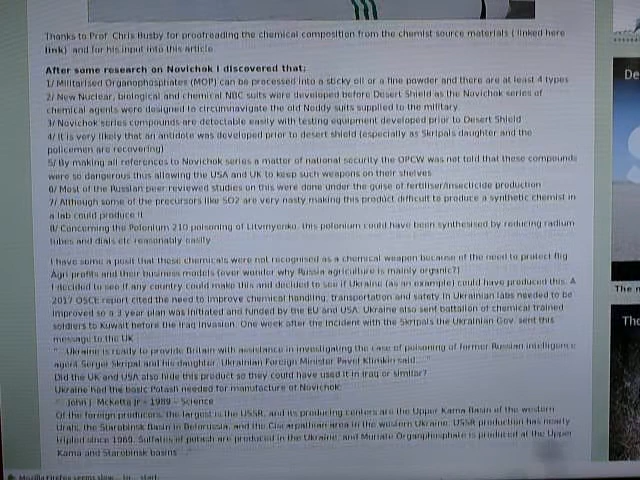 Thanks to Prof. Chris Busby for proofreading the chemical composition from the chemist source materials ( linked here
link) and for his input into this article
After some research on Novichok I discovered that;
1/ Militarised Organophosphates (MOP) can be processed into a sticky oil or a fine powder and there are at least 4 types
2/ New Nuclear, biological and chemical NBC suits were developed before Desert Shield as the Novichok series of
chemical agents were designed to circumnavigate the old Noddy suits supplied to the military.
3/ Novichok series compounds are detectable easily with testing equipment developed prior to Desert Shield
4/ It is very likely that an antidote was developed prior to desert shield (especially as Skripals daughter and the
policemen are recovering)
5/ By making all references to Novichok series a matter of national security the OPCW was not told that these compounds
were so dangerous thus allowing the USA and UK to keep such weapons on their shelves
6/ Most of the Russian peer reviewed studies on this were done under the guise of fertiliser/insecticide production
7/ Although some of the precursors like SO2 are very nasty making this product difficult to produce a synthetic chemist in
a lab could produce it
8/ Concerning the Polonium 210 poisoning of Litvinyenko, this polonium could have been synthesised by reducing radium
tubes and dials etc reasonably easily
I have some a posit that these chemicals were not recognised as a chemical weapon because of the need to protect Big
Agri profits and their business models (ever wonder why Russia agriculture is mainly organic?)
I decided to see if any country could make this and decided to see if Ukraine (as an example) could have produced this. A
2017 OSCE report cited the need to improve chemical handling, transportation and safety in Ukrainian labs needed to be
improved so a 3 year plan was initiated and funded by the EU and USA. Ukraine also sent battalion of chemical trained
soldiers to Kuwait before the Iraq invasion. One week after the incident with the Skripals the Ukrainian Gov. sent this
message to the UK
" Ukraine is ready to provide Britain with assistance in investigating the case of poisoning of former Russian intelligence
agent Sergei Skripal and his daughter, Ukrainian Foreign Minister Pavel Klimkin said. "
Did the UK and USA also hide this product so they could have used it in Iraq or similar?
Ukraine had the basic Potash needed for manufacture of Novichok
" John J. McKetta Jr - 1989 - Science
Of the foreign producers, the largest is the USSR, and its producing centers are the Upper Kama Basin of the western
Urals, the Starobinsk Basin in Belorussia, and the Ciscarpathian area in the western Ukraine. USSR production has nearly
tripled since 1960. Sulfates of potash are produced in the Ukraine, and Muriate Organphosphate is produced at the Upper
Kama and Starobinsk basins
De
The n
Tho
Mozilla Firefox seems slow... to... start.